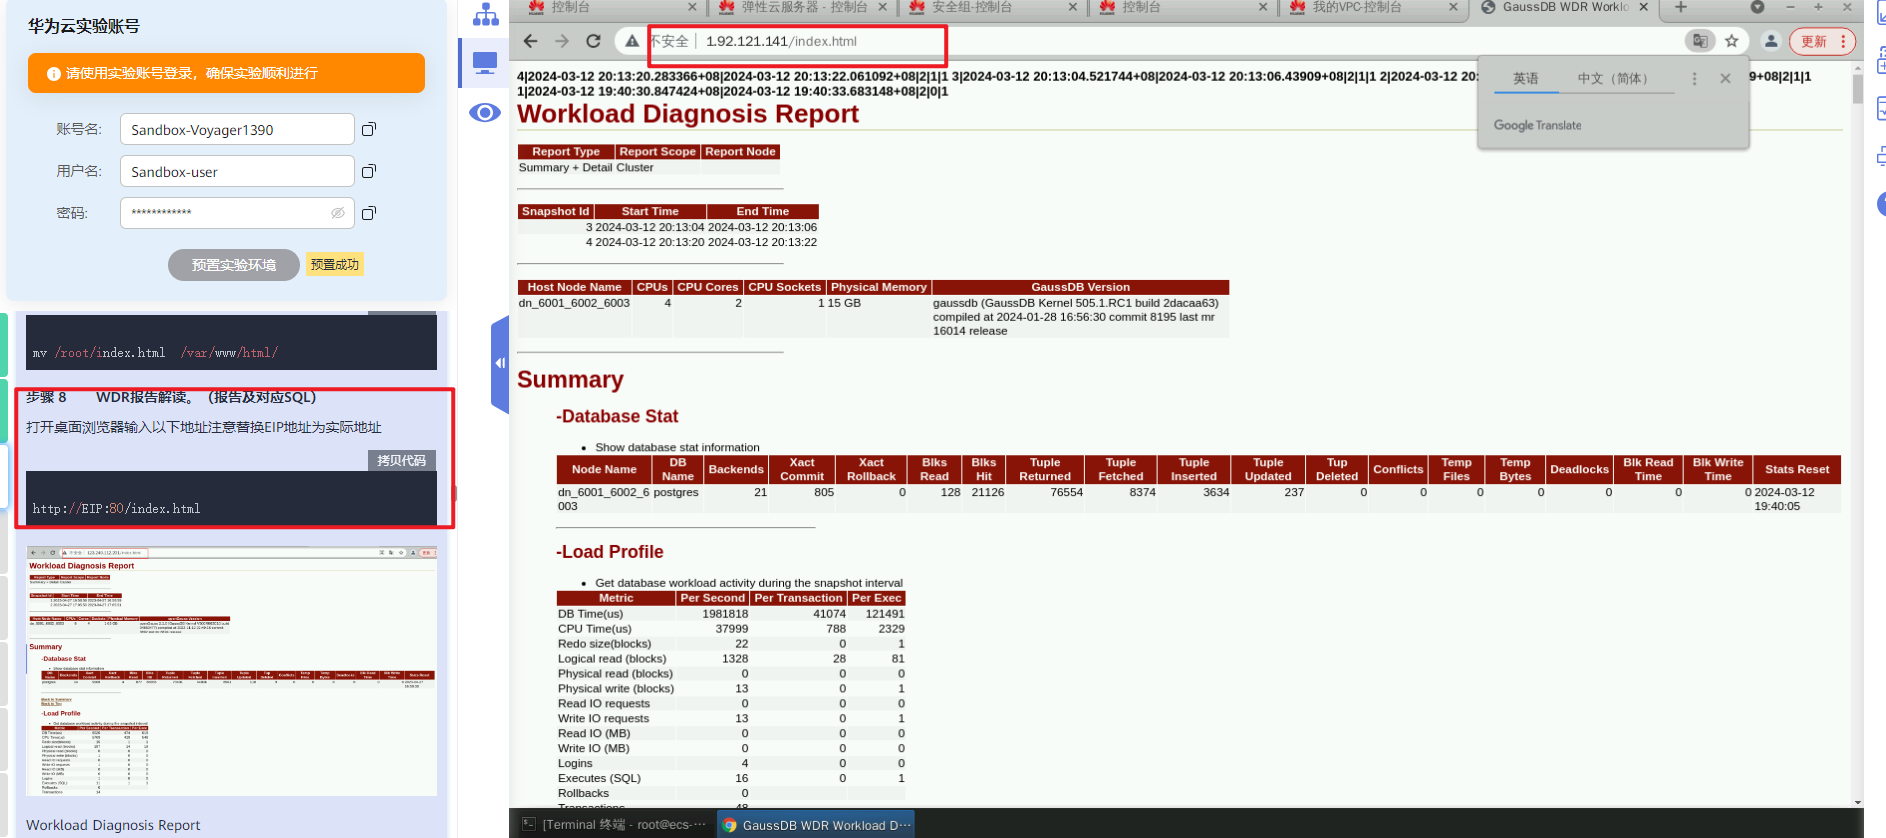 华为云实验账号
请使用实验账号登录，确保实验顺利进行
账号名: Sandbox-Voyager1390
用户名: Sandbox-user
密码: ************
预置实验环境 预置成功
mv /root/index.html /var/www/html/
步骤 8 WDR报告解读。（报告及对应SQL）
打开桌面浏览器输入以下地址注意替换EIP地址为实际地址
拷贝代码
http://EIP:80/index.html
Workload Diagnosis Report
Summary
-Database Stat
-Load Profile
Workload Diagnosis Report
控制台 弹性云服务器 - 控制台 安全组-控制台 控制台 我的VPC-控制台 GaussDB WDR Worklo
不安全 1.92.121.141/index.html 更新
英语 中文（简体）
Google Translate
4|2024-03-12 20:13:20.283366+08|2024-03-12 20:13:22.061092+08|2|1|1 3|2024-03-12 20:13:04.521744+08|2024-03-12 20:13:06.43909+08|2|1|1 2|2024-03-12 20: 9+08|2|1|1
1|2024-03-12 19:40:30.847424+08|2024-03-12 19:40:33.683148+08|2|0|1
Workload Diagnosis Report
Report Type Report Scope Report Node
Summary + Detail Cluster
Snapshot Id Start Time End Time
3 2024-03-12 20:13:04 2024-03-12 20:13:06
4 2024-03-12 20:13:20 2024-03-12 20:13:22
Host Node Name CPUs CPU Cores CPU Sockets Physical Memory GaussDB Version
dn_6001_6002_6003 4 2 1 15 GB gaussdb (GaussDB Kernel 505.1.RC1 build 2dacaa63)
compiled at 2024-01-28 16:56:30 commit 8195 last mr
16014 release
Summary
-Database Stat
• Show database stat information
Node Name DB Name Backends Xact Commit Xact Rollback Blks Read Blks Hit Tuple Returned Tuple Fetched Tuple Inserted Tuple Updated Tup Deleted Conflicts Temp Files Temp Bytes Deadlocks Blk Read Time Blk Write Time Stats Reset
dn_6001_6002_6 postgres 21 805 0 128 21126 76554 8374 3634 237 0 0 0 0 0 0 0 2024-03-12
003 19:40:05
-Load Profile
• Get database workload activity during the snapshot interval
Metric Per Second Per Transaction Per Exec
DB Time(us) 1981818 41074 121491
CPU Time(us) 37999 788 2329
Redo size(blocks) 22 0 1
Logical read (blocks) 1328 28 81
Physical read (blocks) 0 0 0
Physical write (blocks) 13 0 1
Read IO requests 0 0 0
Write IO requests 13 0 1
Read IO (MB) 0 0 0
Write IO (MB) 0 0 0
Logins 4 0 0
Executes (SQL) 16 0 1
Rollbacks 0
Transactions 48
[Terminal 终端 - root@ecs-··· GaussDB WDR Workload D···